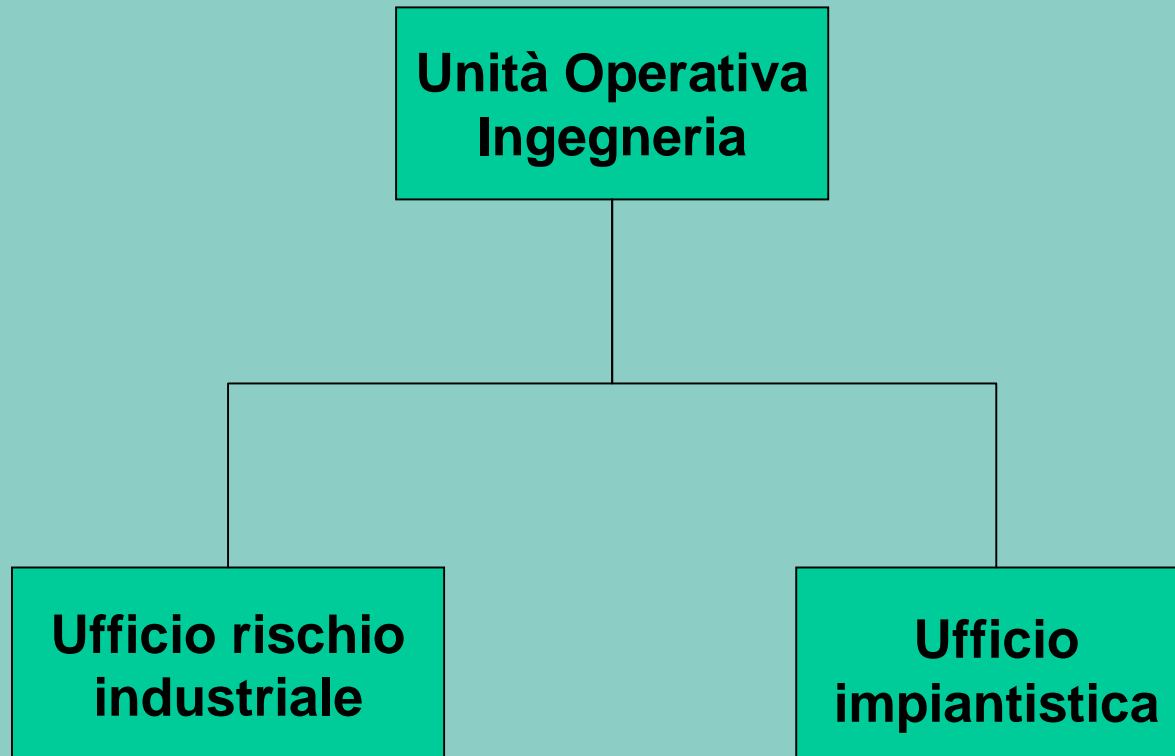 Unità Operativa
Ingegneria
Ufficio rischio
industriale
Ufficio
impiantistica